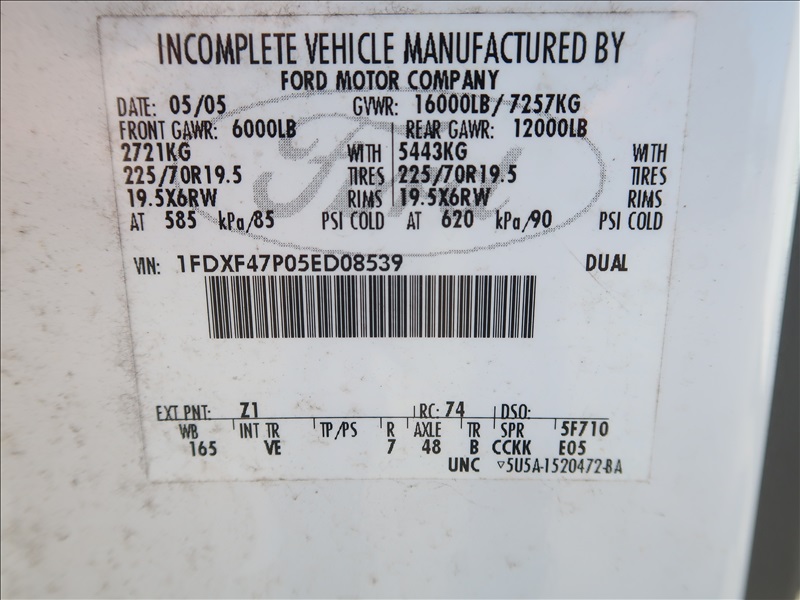 INCOMPLETE VEHICLE MANUFACTURED BY
FORD MOTOR COMPANY
DATE: 05/05 GVWR: 16000LB/7257KG
FRONT GAWR: 6000LB REAR GAWR: 12000LB
2721KG WITH 5443KG WITH
225/70R19.5 TIRES 225/70R19.5 TIRES
19.5X6RW RIMS 19.5X6RW RIMS
AT 585 kPa/85 PSI COLD AT 620 kPa/90 PSI COLD
Ford
VIN: 1FDXF47P05ED08539 DUAL
EXT PNT: Z1 RC: 74 DSO:
WB INT TR TP/PS R AXLE TR SPR 5F710
165 VE 7 48 B CCKK E05
UNC ▽5U5A-1520472-BA